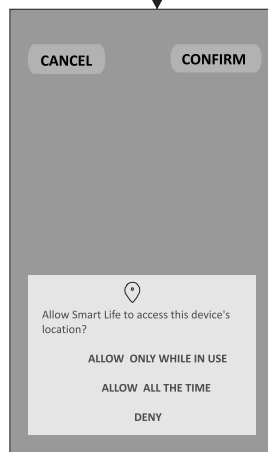 CANCEL
CONFIRM
Allow Smart Life to access this device's
location?
ALLOW ONLY WHILE IN USE
ALLOW ALL THE TIME
DENY